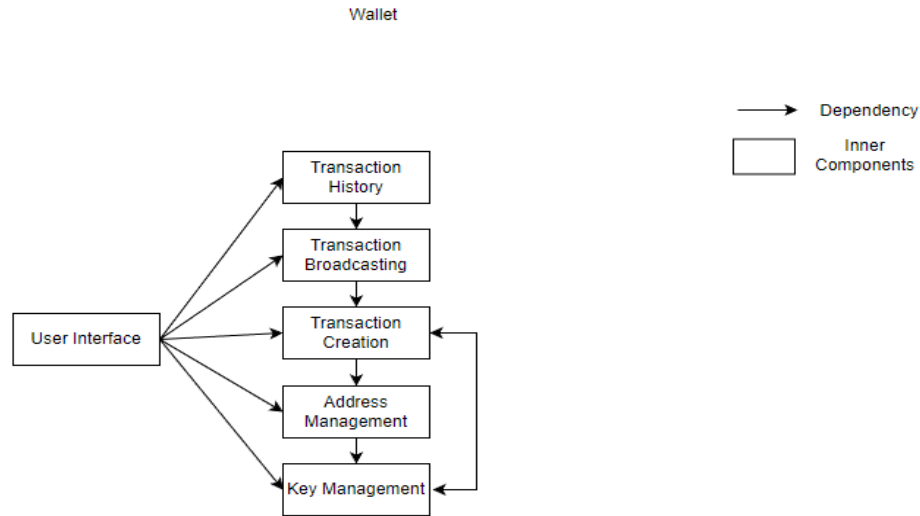 Wallet
Dependency
Inner
Components
Transaction
History
Transaction
Broadcasting
Transaction
Creation
User Interface
Address
Management
Key Management